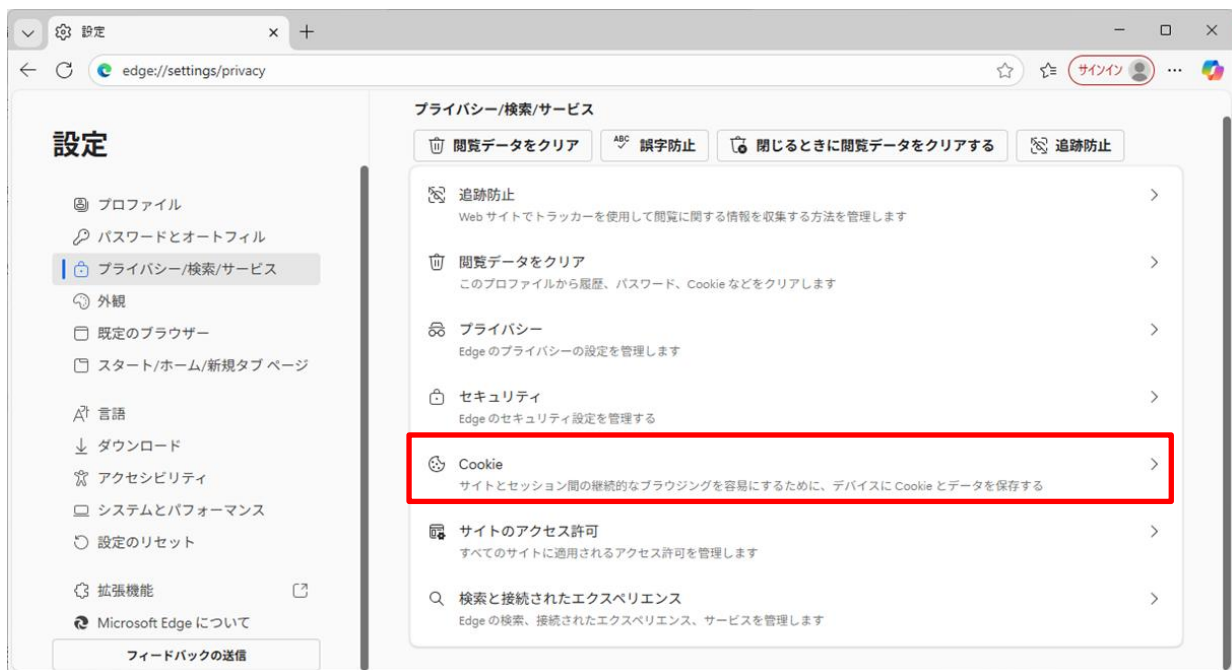 設定
edge://settings/privacy
サインイン
設定
プロファイル
パスワードとオートフィル
プライバシー/検索/サービス
外観
既定のブラウザー
スタート/ホーム/新規タブ ページ
言語
ダウンロード
アクセシビリティ
システムとパフォーマンス
設定のリセット
拡張機能
Microsoft Edge について
フィードバックの送信
プライバシー/検索/サービス
閲覧データをクリア
ABC 誤字防止
閉じるときに閲覧データをクリアする
追跡防止
追跡防止
Web サイトでトラッカーを使用して閲覧に関する情報を収集する方法を管理します
閲覧データをクリア
このプロファイルから履歴、パスワード、Cookie などをクリアします
プライバシー
Edge のプライバシーの設定を管理します
セキュリティ
Edge のセキュリティ設定を管理する
Cookie
サイトとセッション間の継続的なブラウジングを容易にするために、デバイスに Cookie とデータを保存する
サイトのアクセス許可
すべてのサイトに適用されるアクセス許可を管理します
検索と接続されたエクスペリエンス
Edge の検索、接続されたエクスペリエンス、サービスを管理します